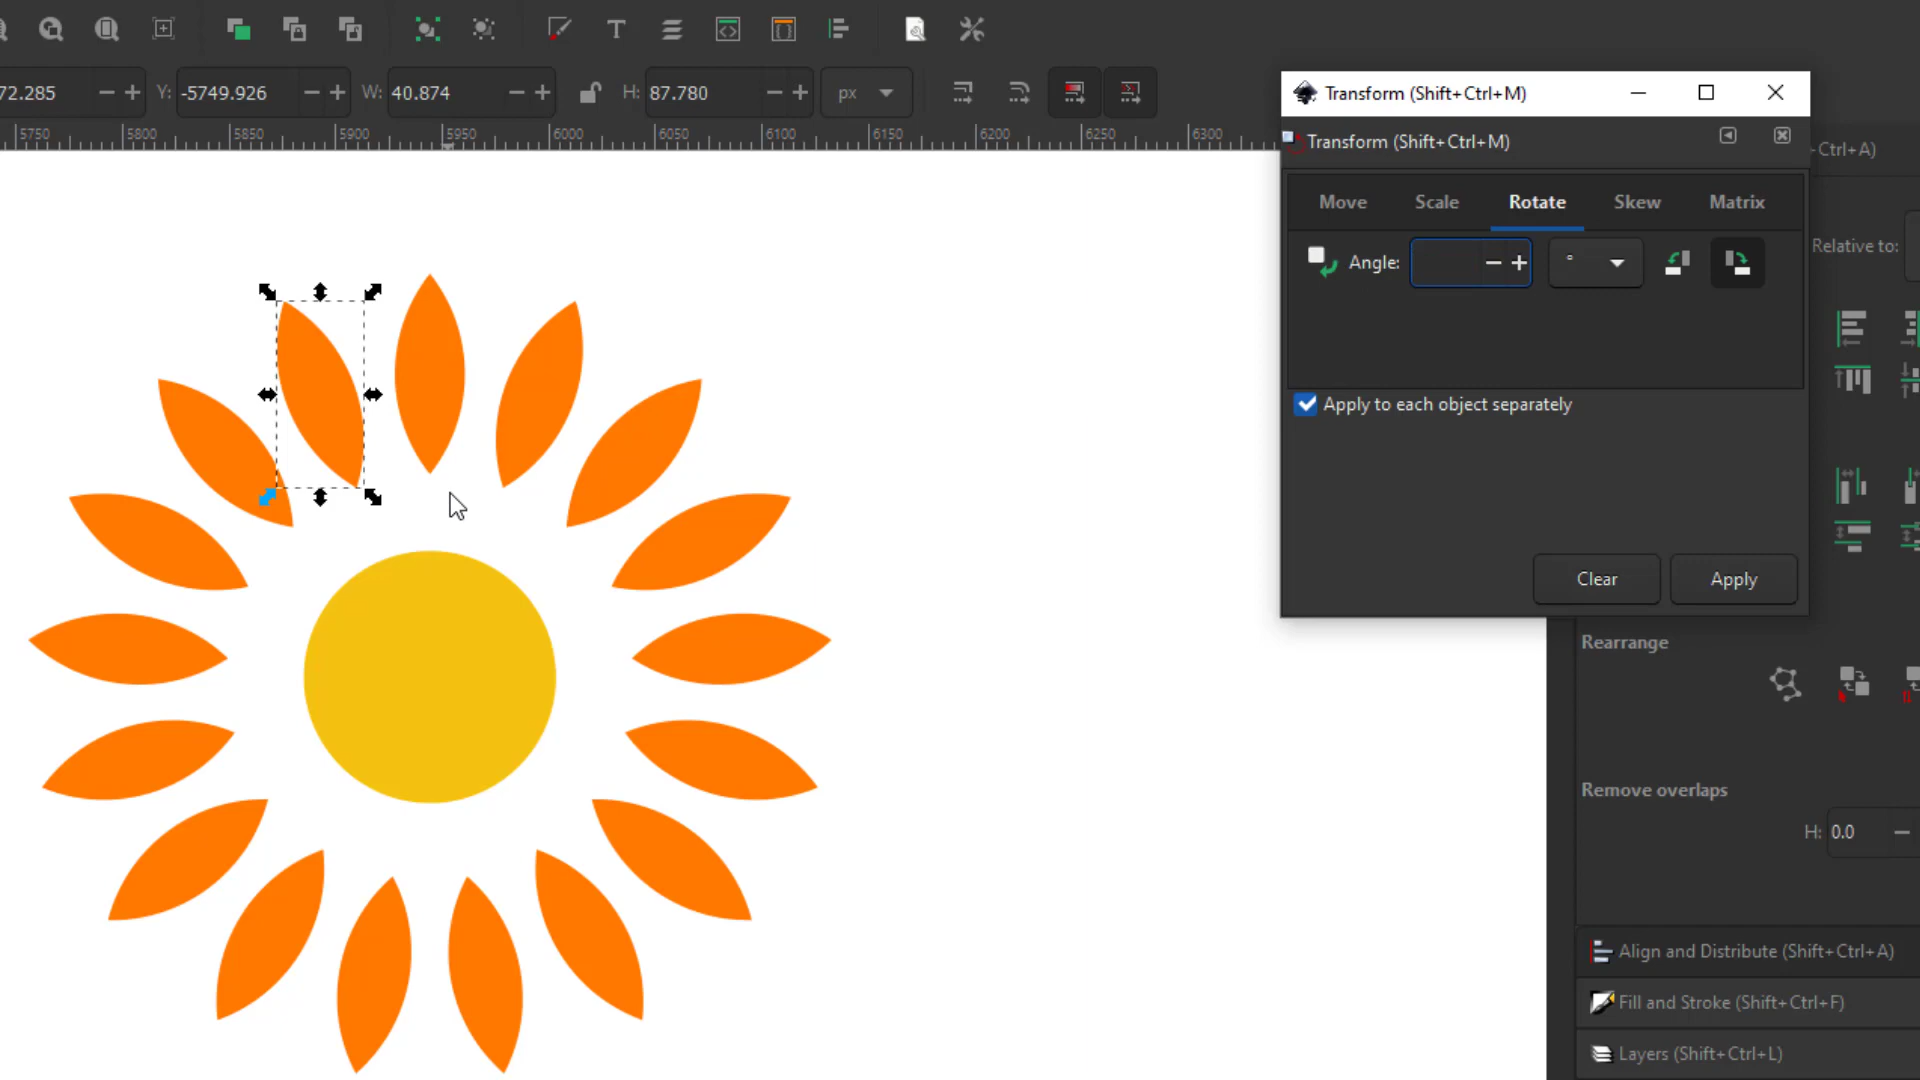 72.285 Y: -5749.926 W: 40.874 H: 87.780 px
5750 5800 5850 5900 5950 6000 6050 6100 6150 6200 6250 6300
Transform (Shift+Ctrl+M)
Transform (Shift+Ctrl+M)
+Ctrl+A)
Move Scale Rotate Skew Matrix
Relative to:
Angle: °
Apply to each object separately
Clear Apply
Rearrange
Remove overlaps
H: 0.0
Align and Distribute (Shift+Ctrl+A)
Fill and Stroke (Shift+Ctrl+F)
Layers (Shift+Ctrl+L)